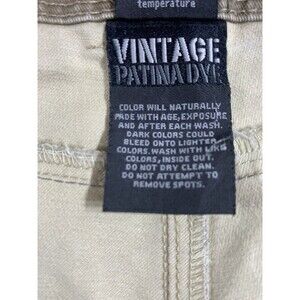 temperature
VINTAGE
PATINA DYE
COLOR WILL NATURALLY
FADE WITH AGE, EXPOSURE
AND AFTER EACH WASH.
DARK COLORS COULD
BLEED ONTO LIGHTER
COLORS. WASH WITH LIKE
COLORS, INSIDE OUT.
DO NOT DRY CLEAN.
DO NOT ATTEMPT TO
REMOVE SPOTS.